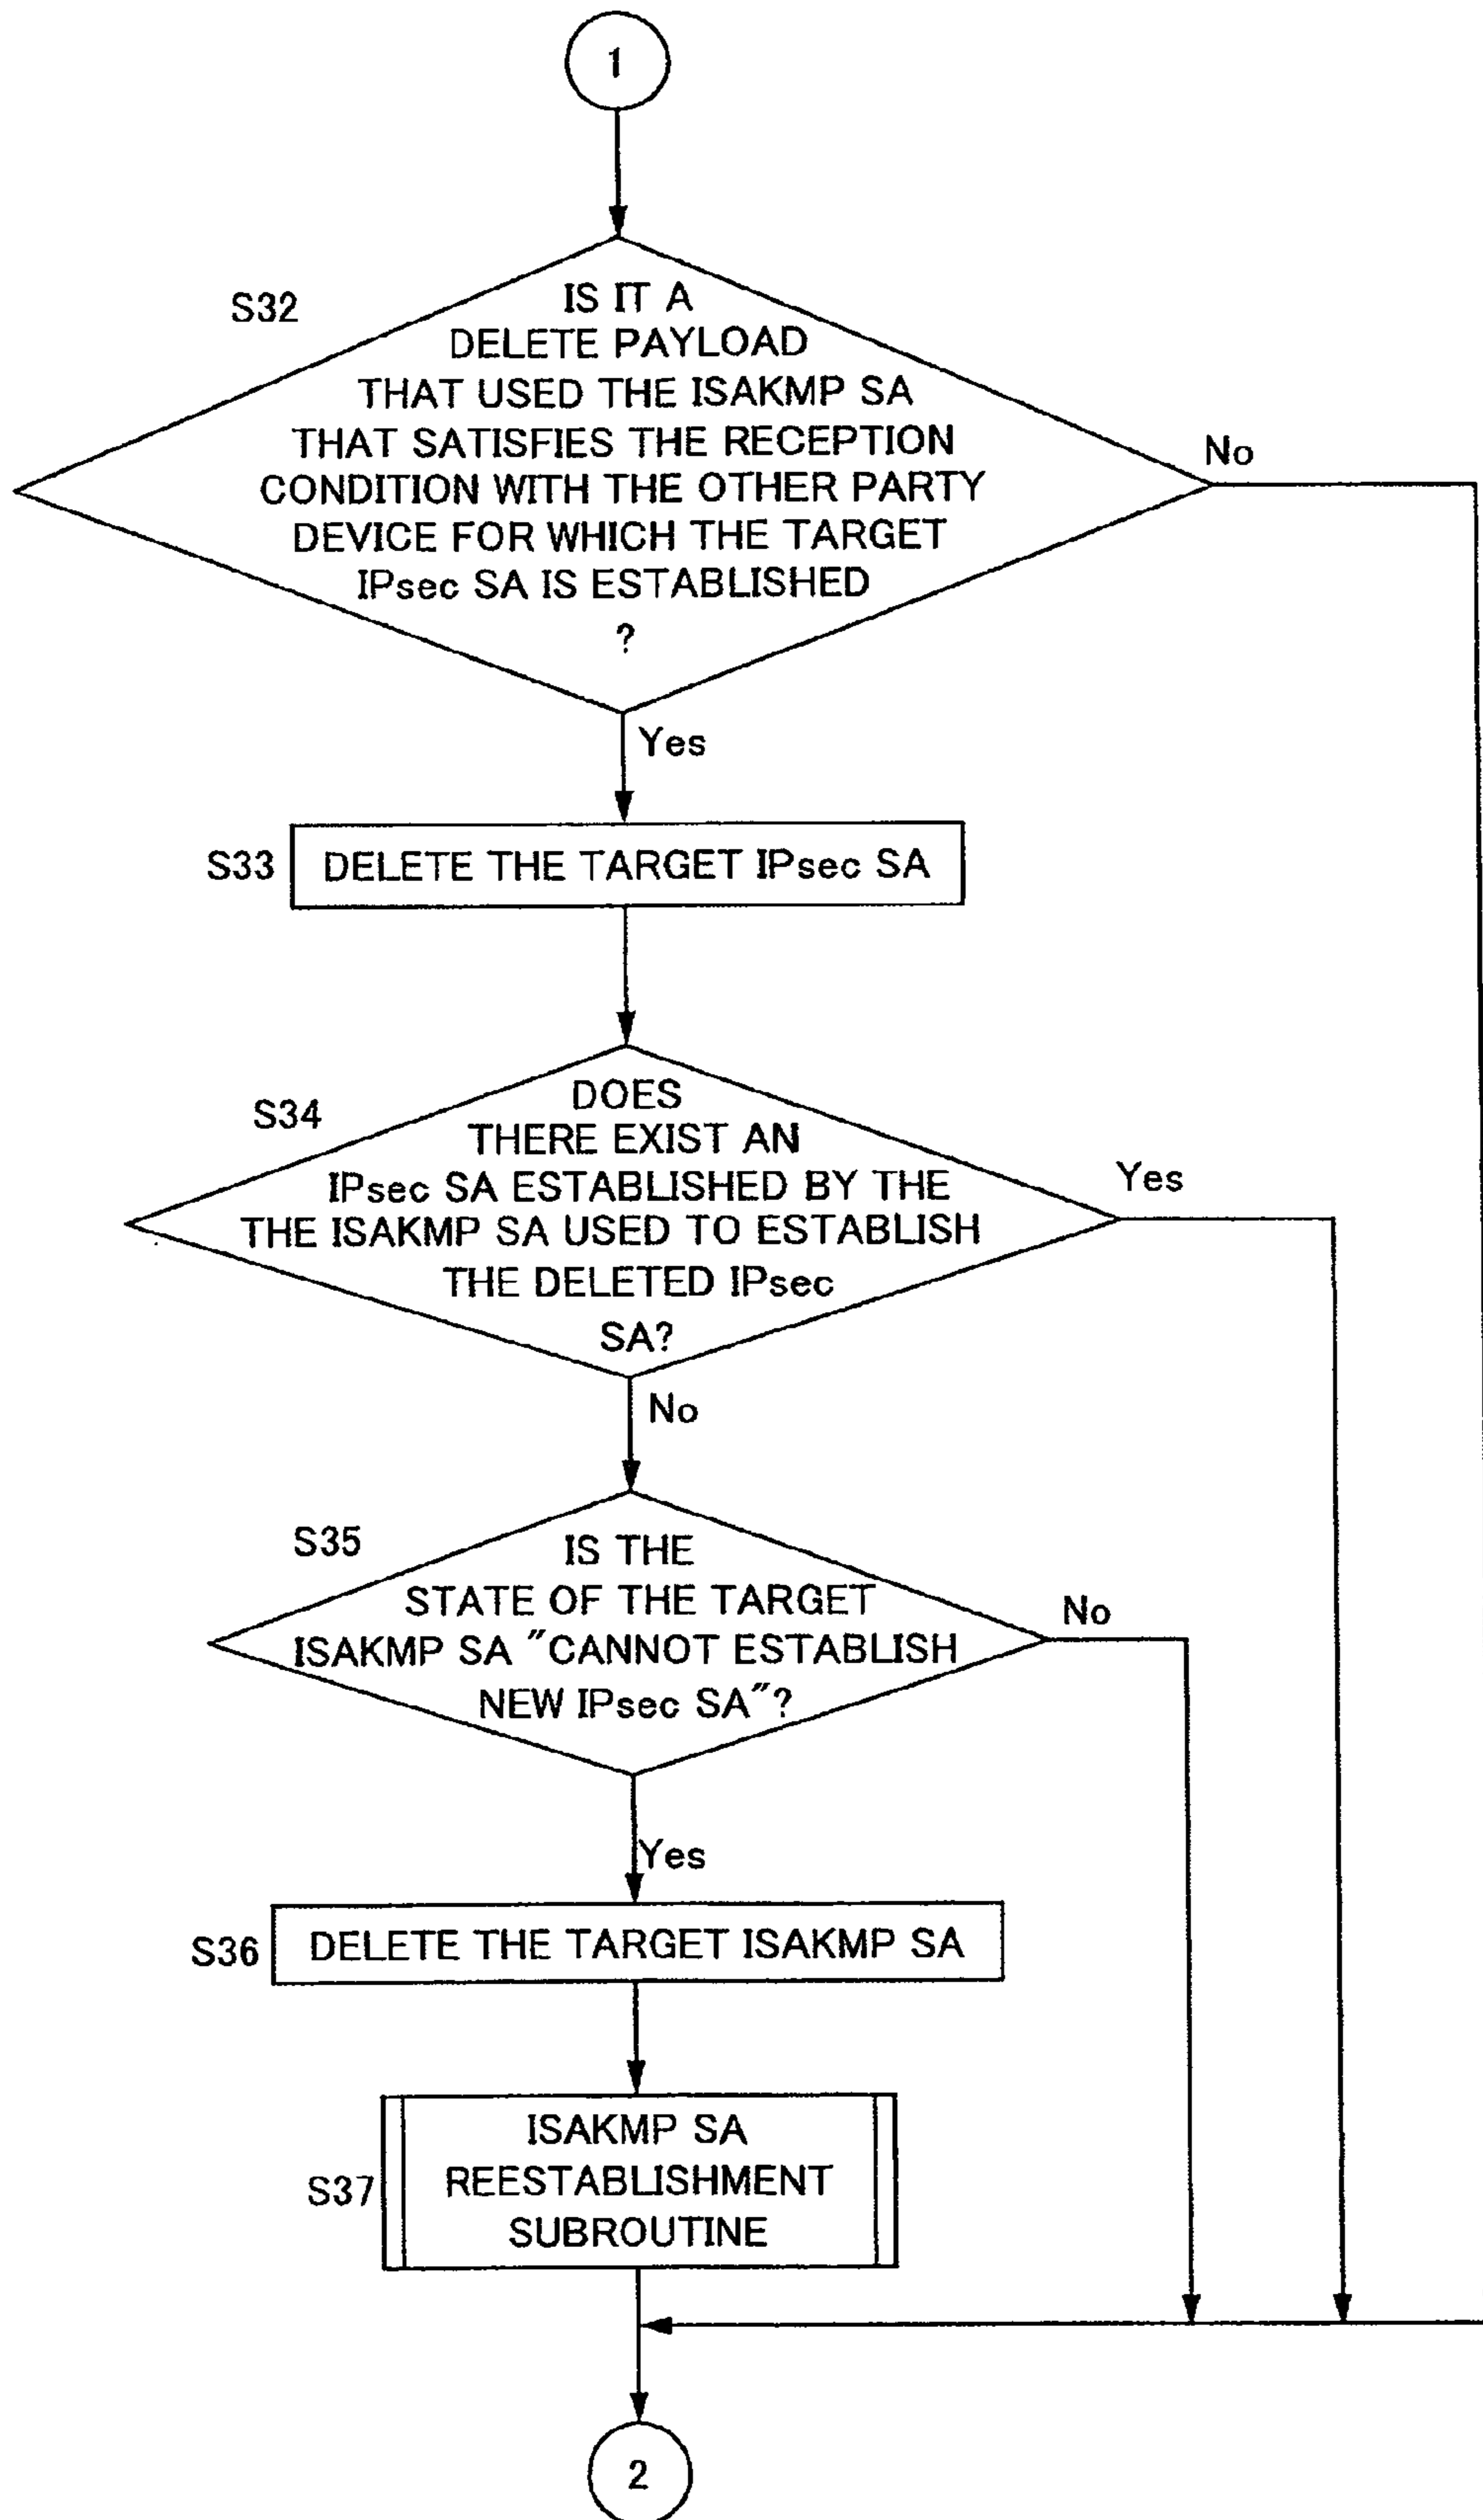 1
S32
IS IT A
DELETE PAYLOAD
THAT USED THE ISAKMP SA
THAT SATISFIES THE RECEPTION
CONDITION WITH THE OTHER PARTY
DEVICE FOR WHICH THE TARGET
IPsec SA IS ESTABLISHED
?
No
Yes
S33
DELETE THE TARGET IPsec SA
S34
DOES
THERE EXIST AN
IPsec SA ESTABLISHED BY THE
THE ISAKMP SA USED TO ESTABLISH
THE DELETED IPsec
SA?
Yes
No
S35
IS THE
STATE OF THE TARGET
ISAKMP SA "CANNOT ESTABLISH
NEW IPsec SA"?
No
Yes
S36
DELETE THE TARGET ISAKMP SA
S37
ISAKMP SA
REESTABLISHMENT
SUBROUTINE
2